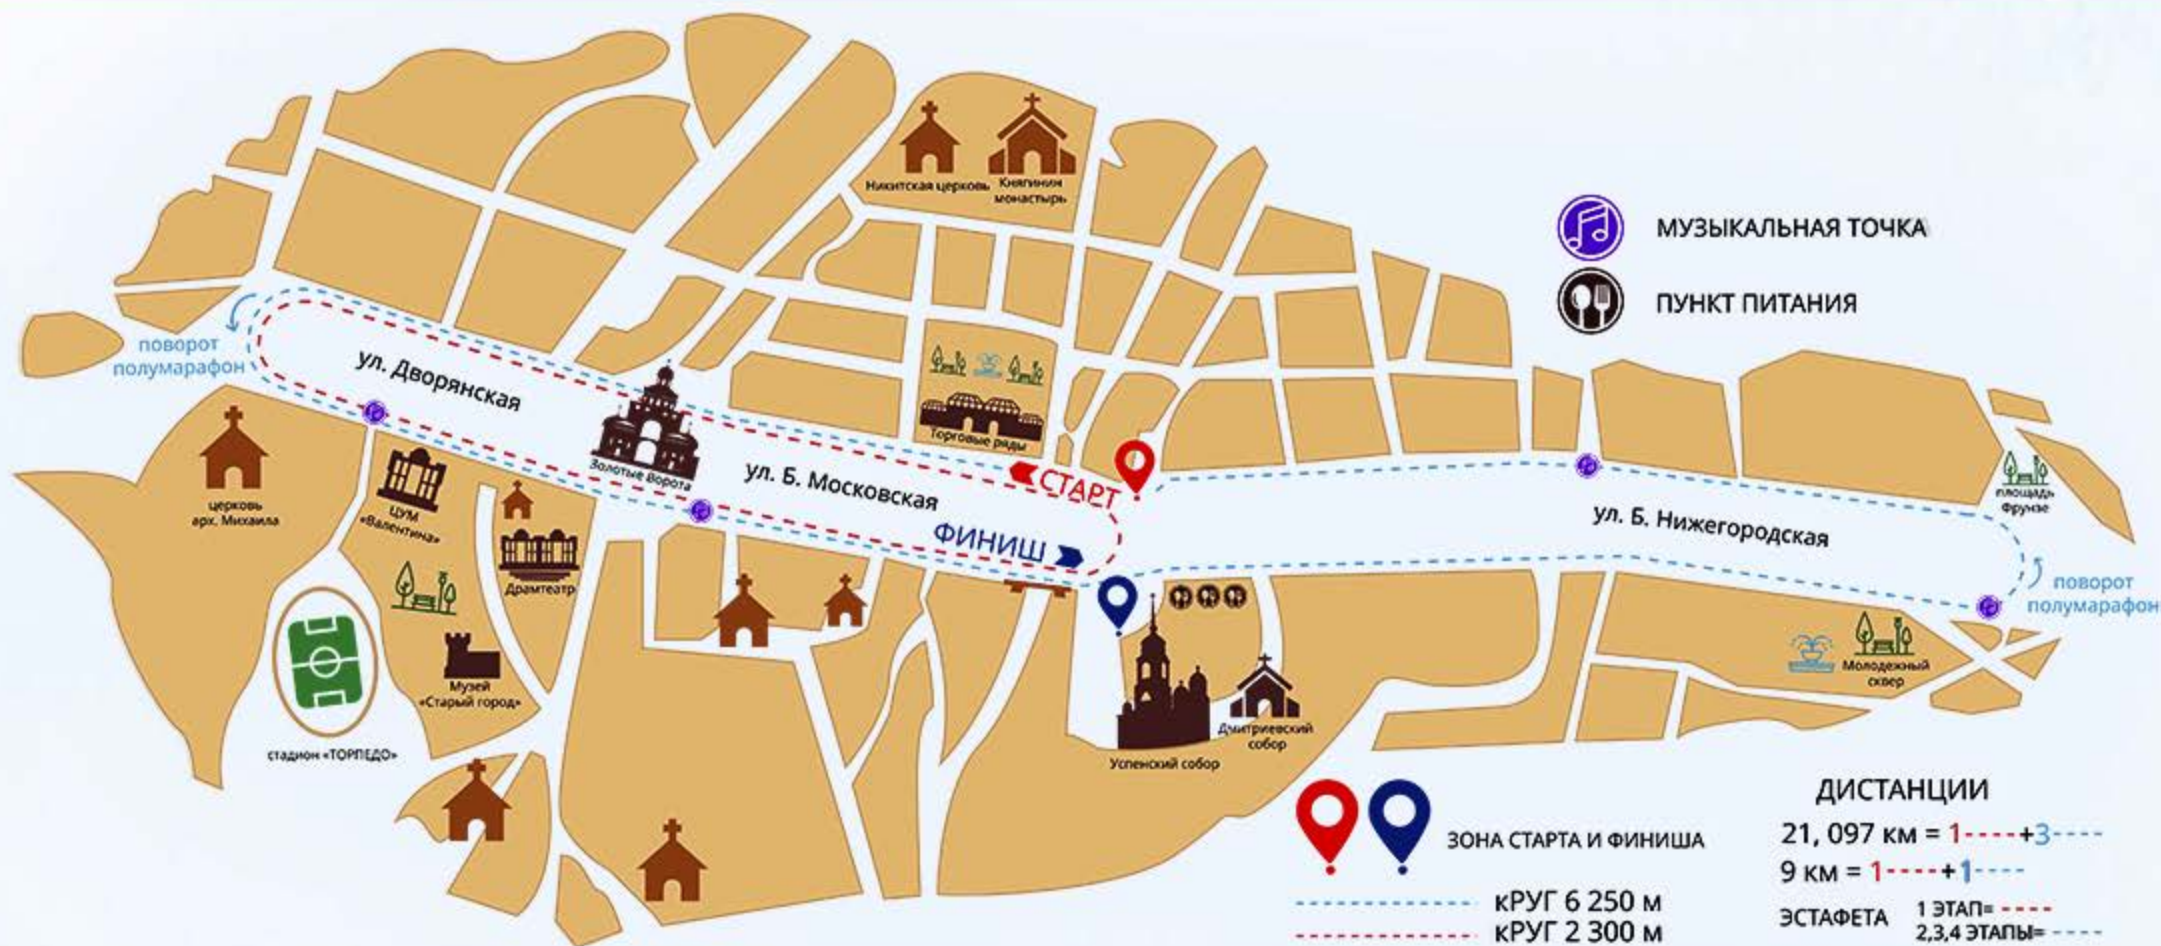 Никитская церковь
Княгинин
монастырь
МУЗЫКАЛЬНАЯ ТОЧКА
ПУНКТ ПИТАНИЯ
поворот
полумарафон
ул. Дворянская
Торговые ряды
Золотые Ворота
ул. Б. Московская
СТАРТ
ФИНИШ
ул. Б. Нижегородская
площадь
Фрунзе
поворот
полумарафон
церковь
арх. Михаила
ЦУМ
«Валентина»
Драмтеатр
Музей
«Старый город»
стадион «ТОРПЕДО»
Молодежный
сквер
Дмитриевский
собор
Успенский собор
ЗОНА СТАРТА И ФИНИША
кРУГ 6 250 м
кРУГ 2 300 м
ДИСТАНЦИИ
21, 097 км = 1-----+3----
9 км = 1-----+1----
ЭСТАФЕТА
1 ЭТАП= -----
2,3,4 ЭТАПЫ= ----